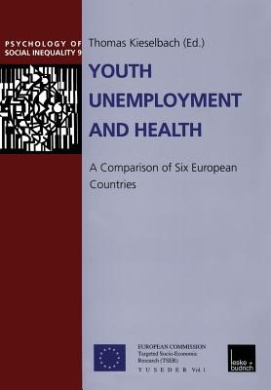 PSYCHOLOGY OF
SOCIAL INEQUALITY 9
Thomas Kieselbach (Ed.)
YOUTH
UNEMPLOYMENT
AND HEALTH
A Comparison of Six European
Countries
EUROPEAN COMMISSION
Targeted Socio-Economic
Research (TSER)
YUSEDER Vol. 1
leske +
budrich